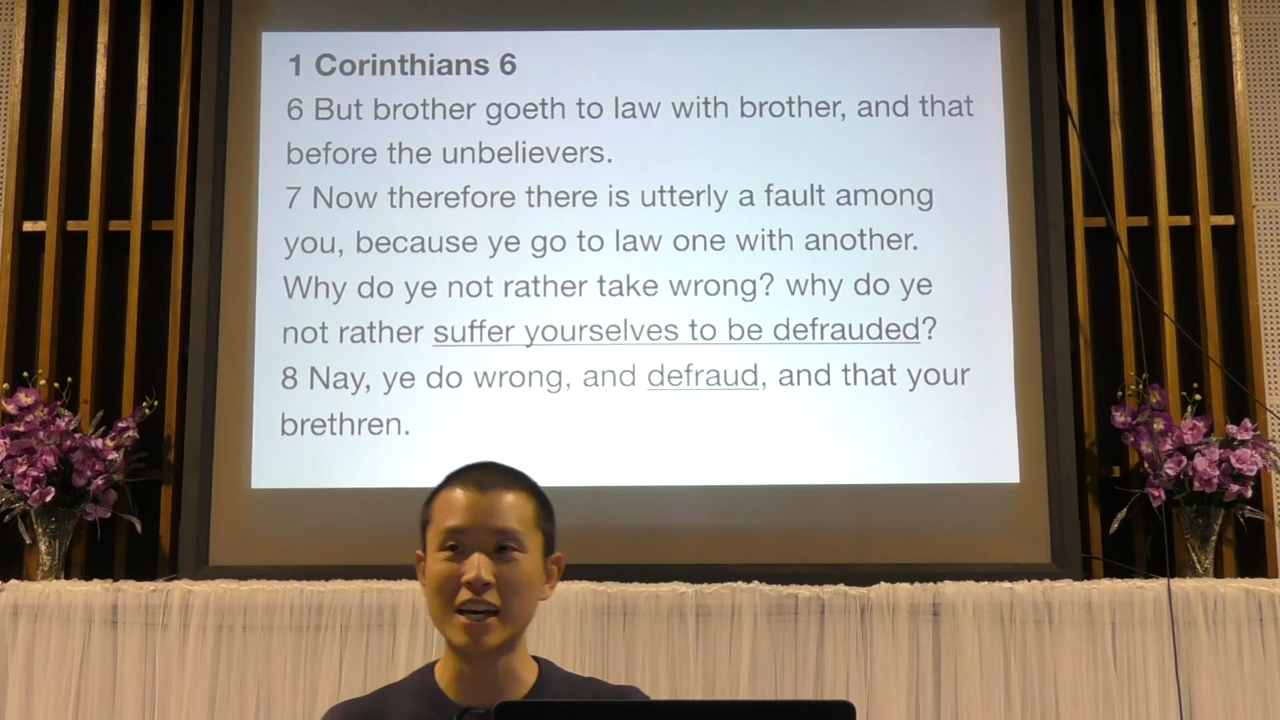 1 Corinthians 6
6 But brother goeth to law with brother, and that
before the unbelievers.
7 Now therefore there is utterly a fault among
you, because ye go to law one with another.
Why do ye not rather take wrong? why do ye
not rather suffer yourselves to be defrauded?
8 Nay, ye do wrong, and defraud, and that your
brethren.